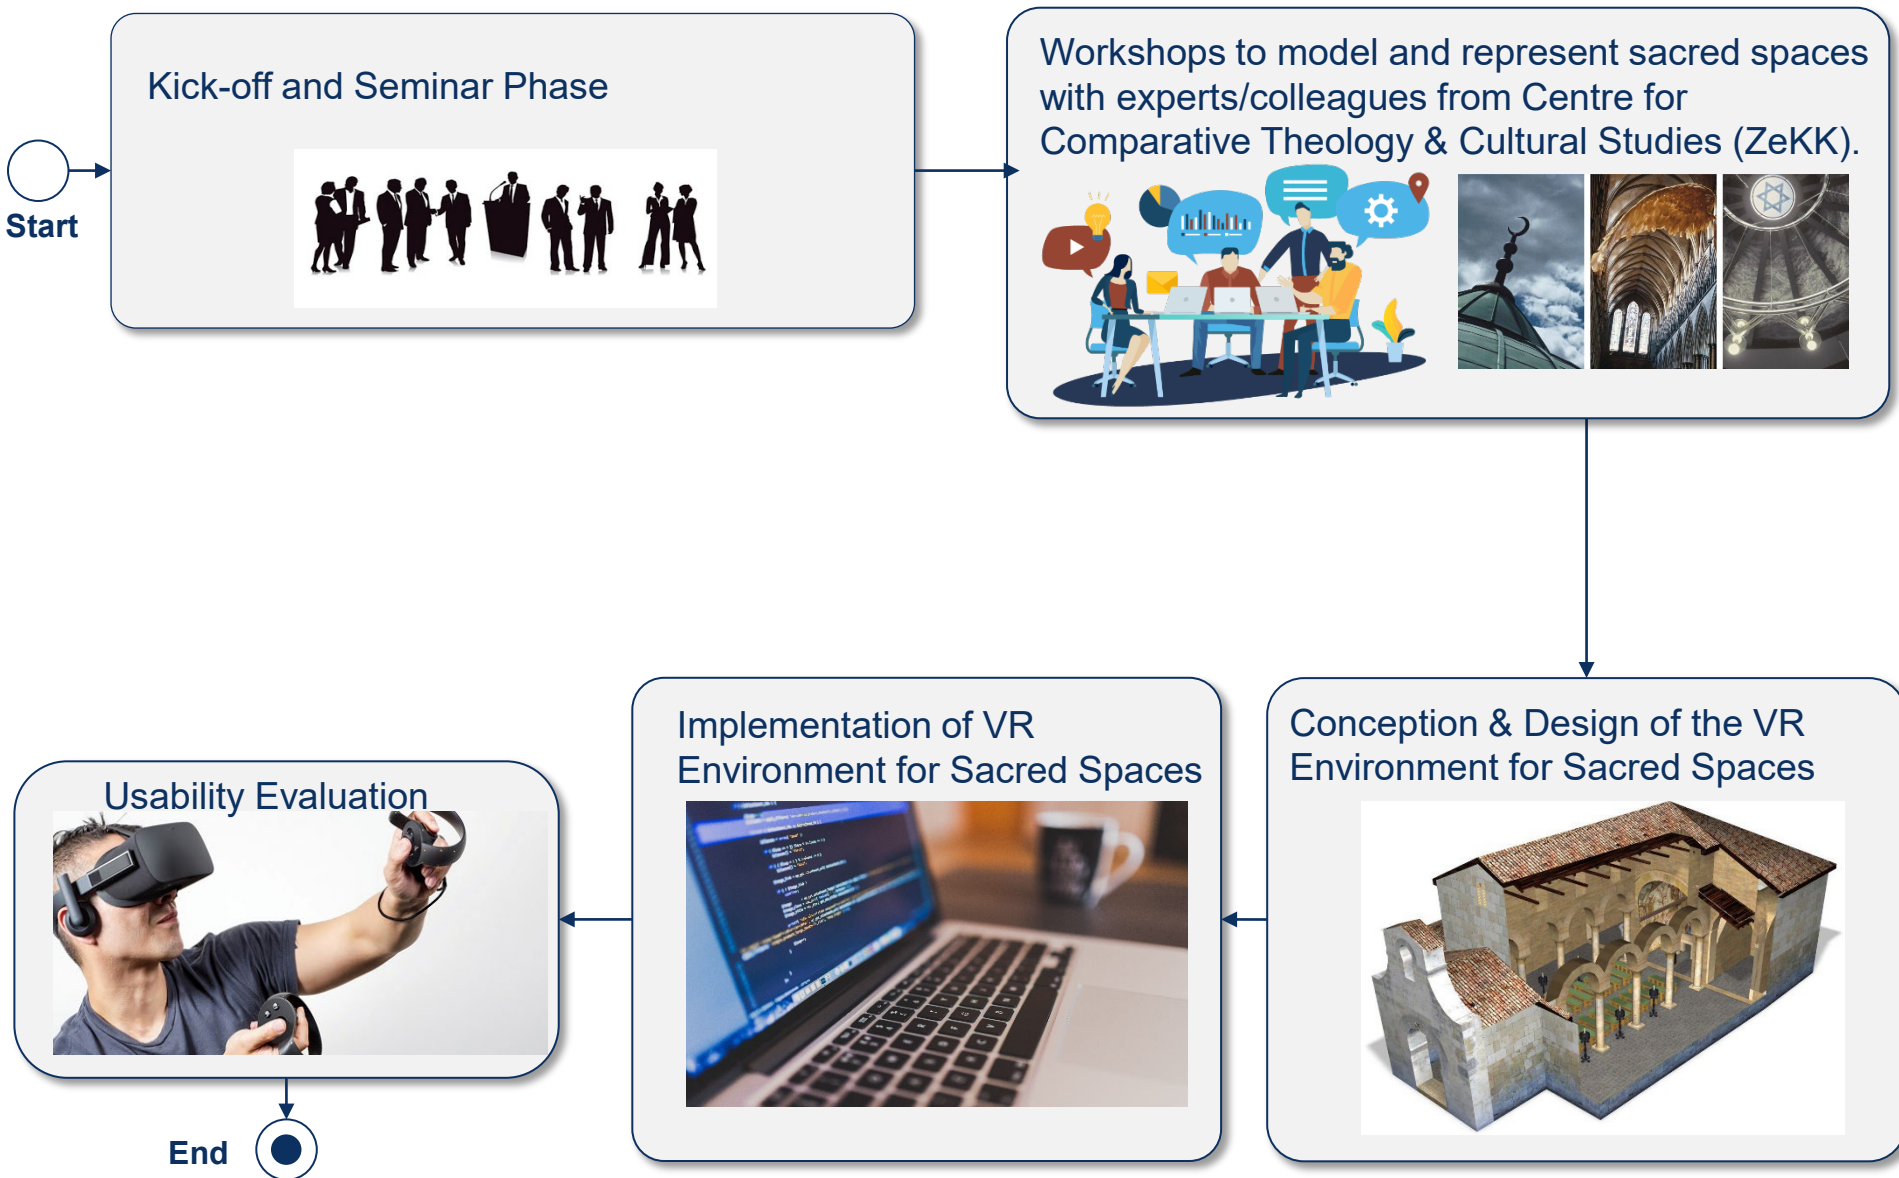 Kick-off and Seminar Phase
Start
Workshops to model and represent sacred spaces
with experts/colleagues from Centre for
Comparative Theology & Cultural Studies (ZeKK).
Conception & Design of the VR
Environment for Sacred Spaces
Implementation of VR
Environment for Sacred Spaces
Usability Evaluation
End